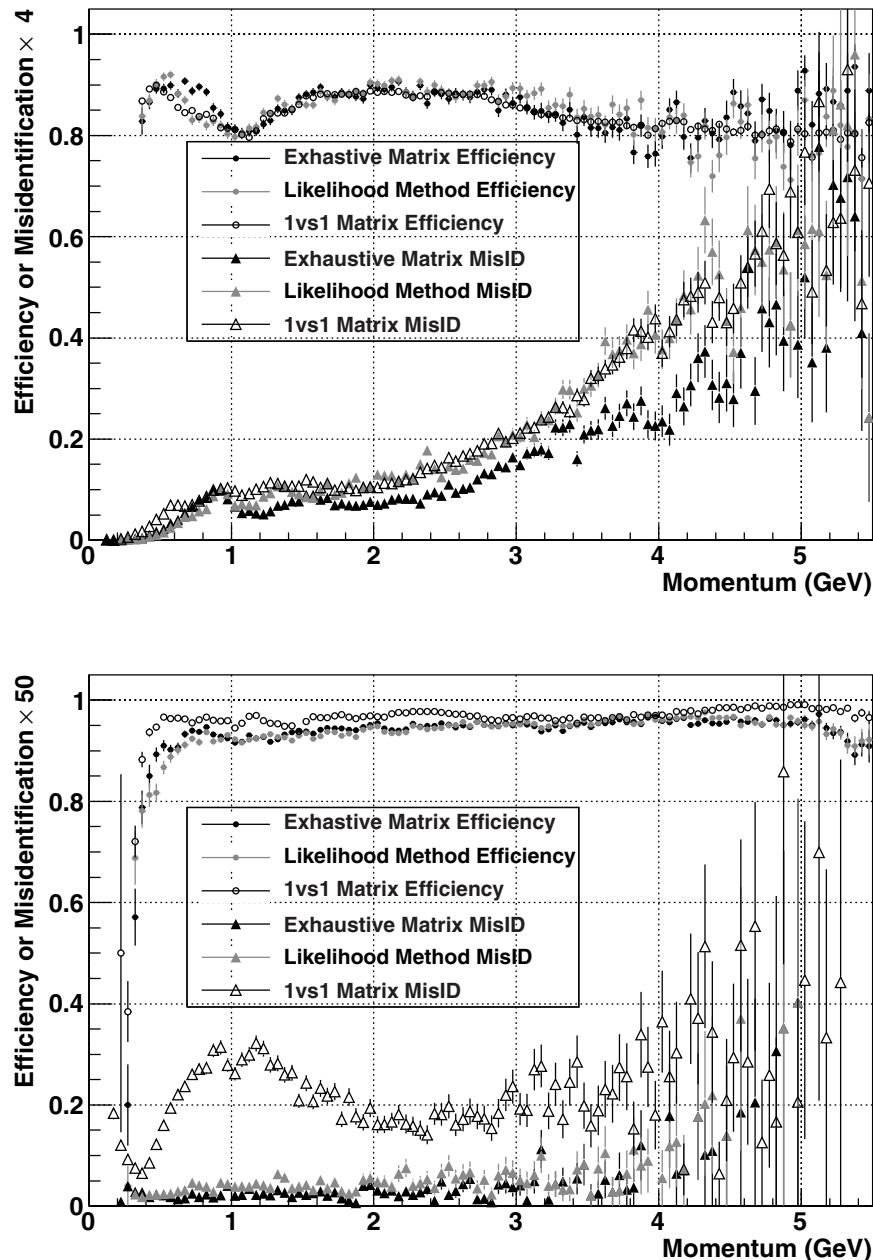 Efficiency or Misidentification × 4
1
0.8
0.6
0.4
0.2
0
Exhastive Matrix Efficiency
Likelihood Method Efficiency
1vs1 Matrix Efficiency
Exhaustive Matrix MisID
Likelihood Method MisID
1vs1 Matrix MisID
0 1 2 3 4 5
Momentum (GeV)
Efficiency or Misidentification × 50
1
0.8
0.6
0.4
0.2
0
Exhastive Matrix Efficiency
Likelihood Method Efficiency
1vs1 Matrix Efficiency
Exhaustive Matrix MisID
Likelihood Method MisID
1vs1 Matrix MisID
0 1 2 3 4 5
Momentum (GeV)